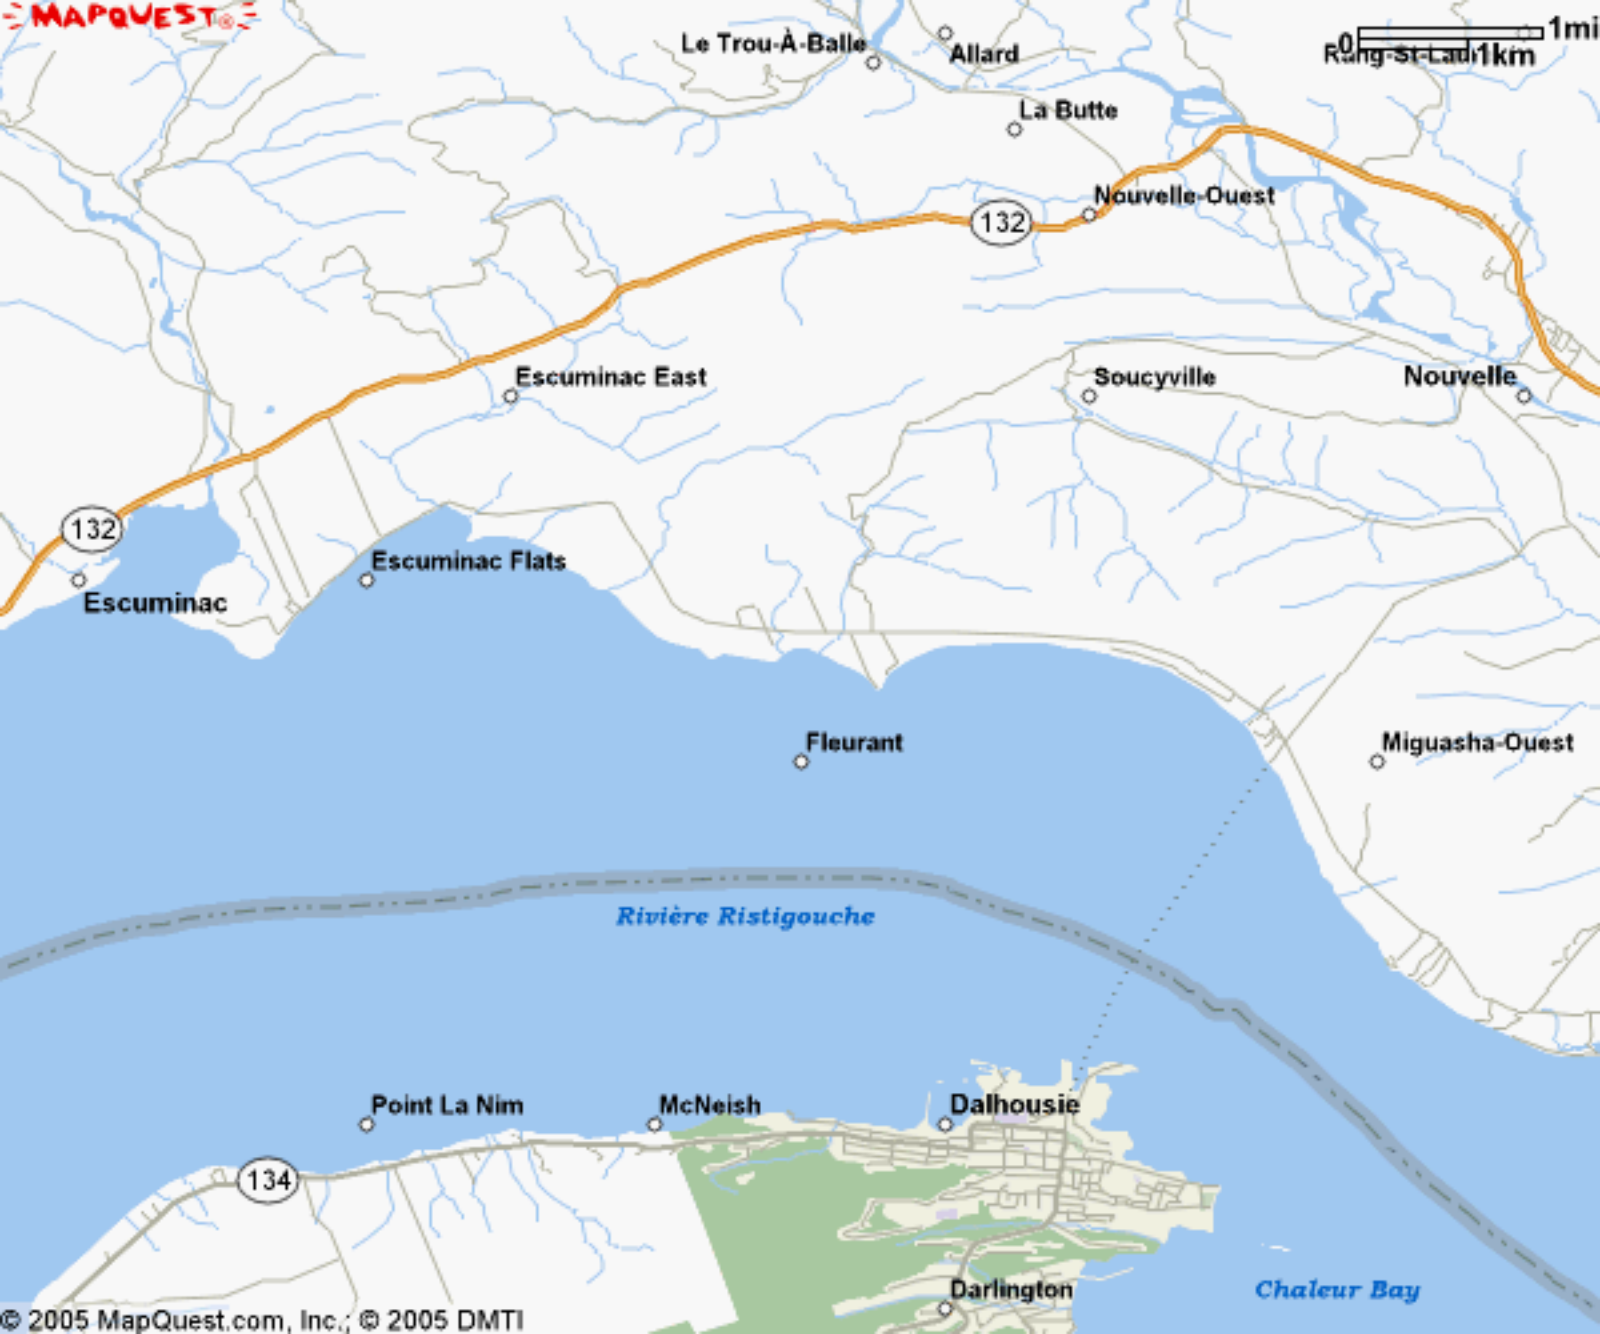 MAPQUEST®
Le Trou-À-Balle
Allard
0
1mi
1km
La Butte
Nouvelle-Ouest
132
Escuminac East
Soucyville
Nouvelle
132
Escuminac Flats
Escuminac
Fleurant
Miguasha-Ouest
Rivière Ristigouche
Point La Nim
McNeish
Dalhousie
134
Darlington
Chaleur Bay
© 2005 MapQuest.com, Inc.; © 2005 DMTI